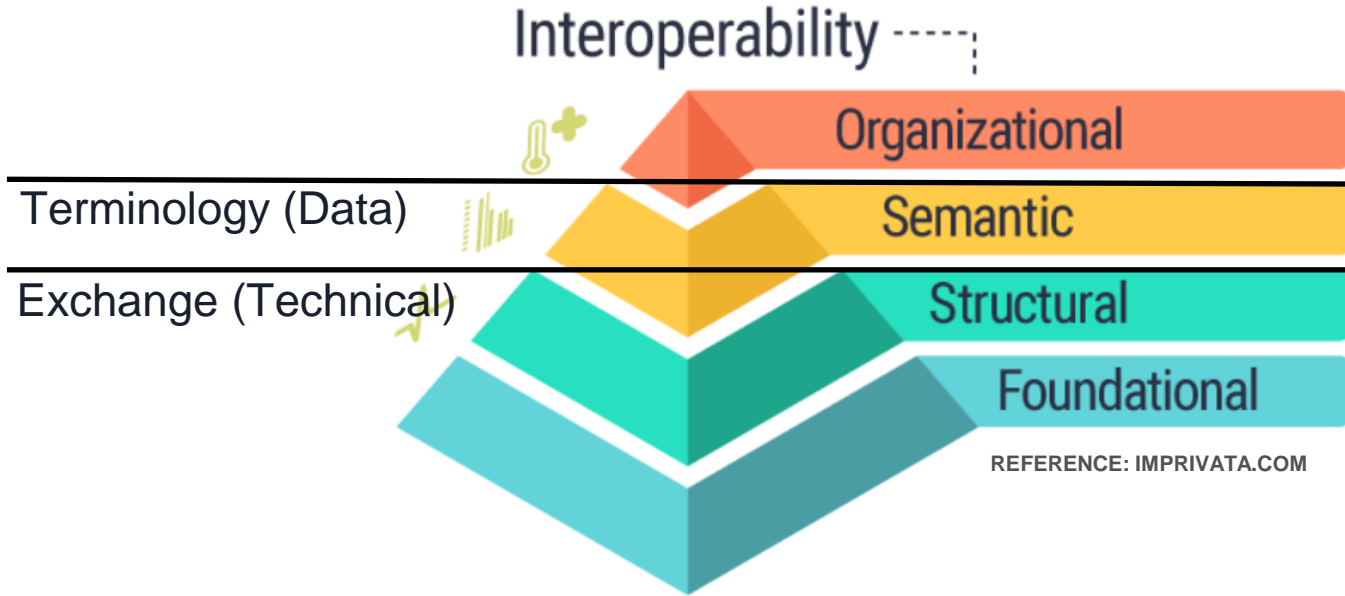 Interoperability
Organizational
Terminology (Data)
Semantic
Exchange (Technical)
Structural
Foundational
REFERENCE: IMPRIVATA.COM